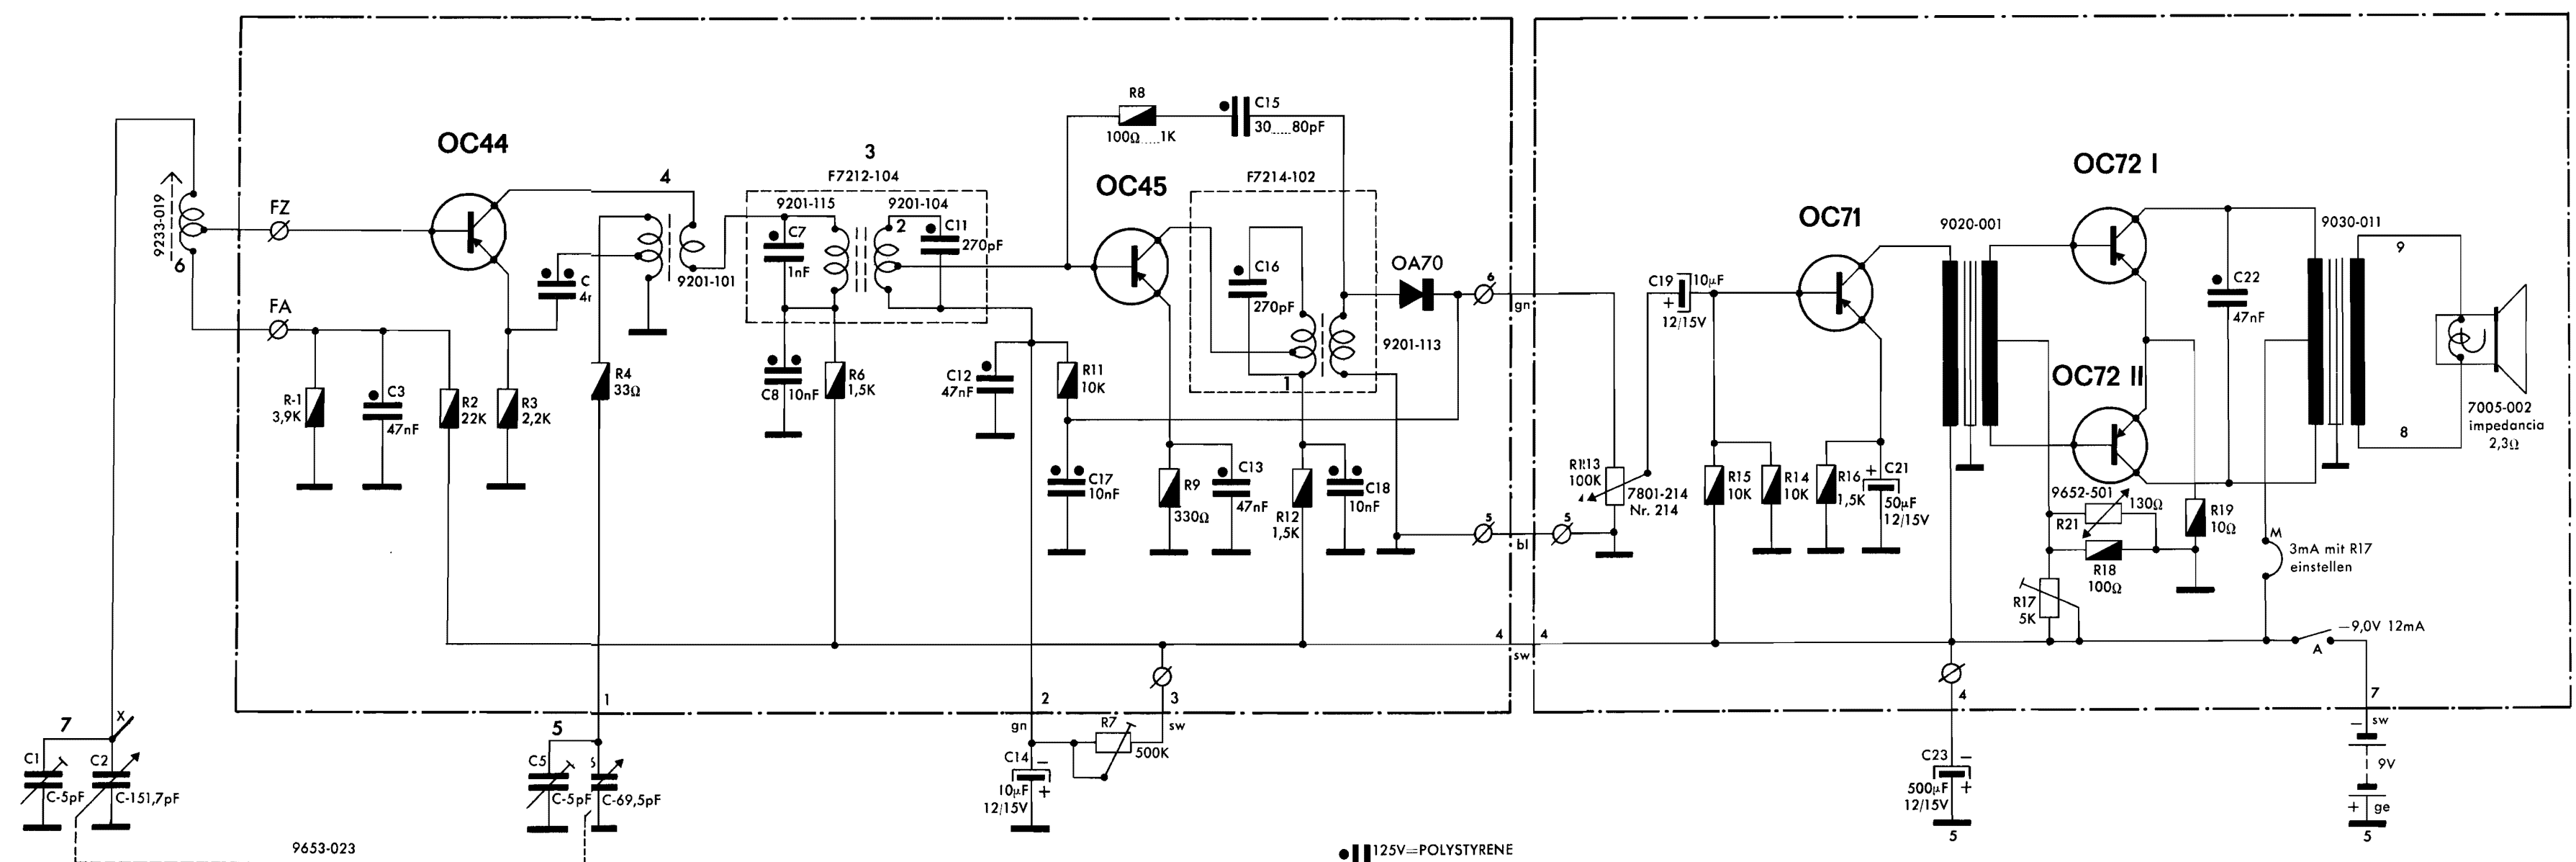 OC44
OC45
OC71
OC72 I
OC72 II
OA70
9233-019
6
FZ
FA
R-1
3,9K
C3
47nF
R2
22K
R3
2,2K
C
R4
33Ω
4
9201-101
3
F7212-104
9201-115
9201-104
C7
1nF
2
C11
270pF
C8
10nF
R6
1,5K
R8
100Ω.....1K
C15
30.....80pF
F7214-102
C16
270pF
9201-113
1
C12
47nF
R11
10K
C17
10nF
R9
330Ω
C13
47nF
R12
1,5K
C18
10nF
6
gn
5
bl
5
4
sw
4
R13
100K
7801-214
Nr. 214
C19
10µF
+
12/15V
R15
10K
R14
10K
R16
1,5K
+
C21
50µF
12/15V
9020-001
9030-011
C22
47nF
9
8
7005-002
impedancia
2,3Ω
9652-501
130Ω
R21
R18
100Ω
R19
10Ω
R17
5K
M
3mA mit R17
einstellen
—9,0V 12mA
A
7
sw
−
9V
+
ge
5
4
C23
−
500µF
+
12/15V
5
1
2
gn
3
sw
R7
500K
C14
−
10µF
+
12/15V
7
X
C1
C-5pF
C2
C-151,7pF
5
C5
C-5pF
C-69,5pF
9653-023
125V=POLYSTYRENE